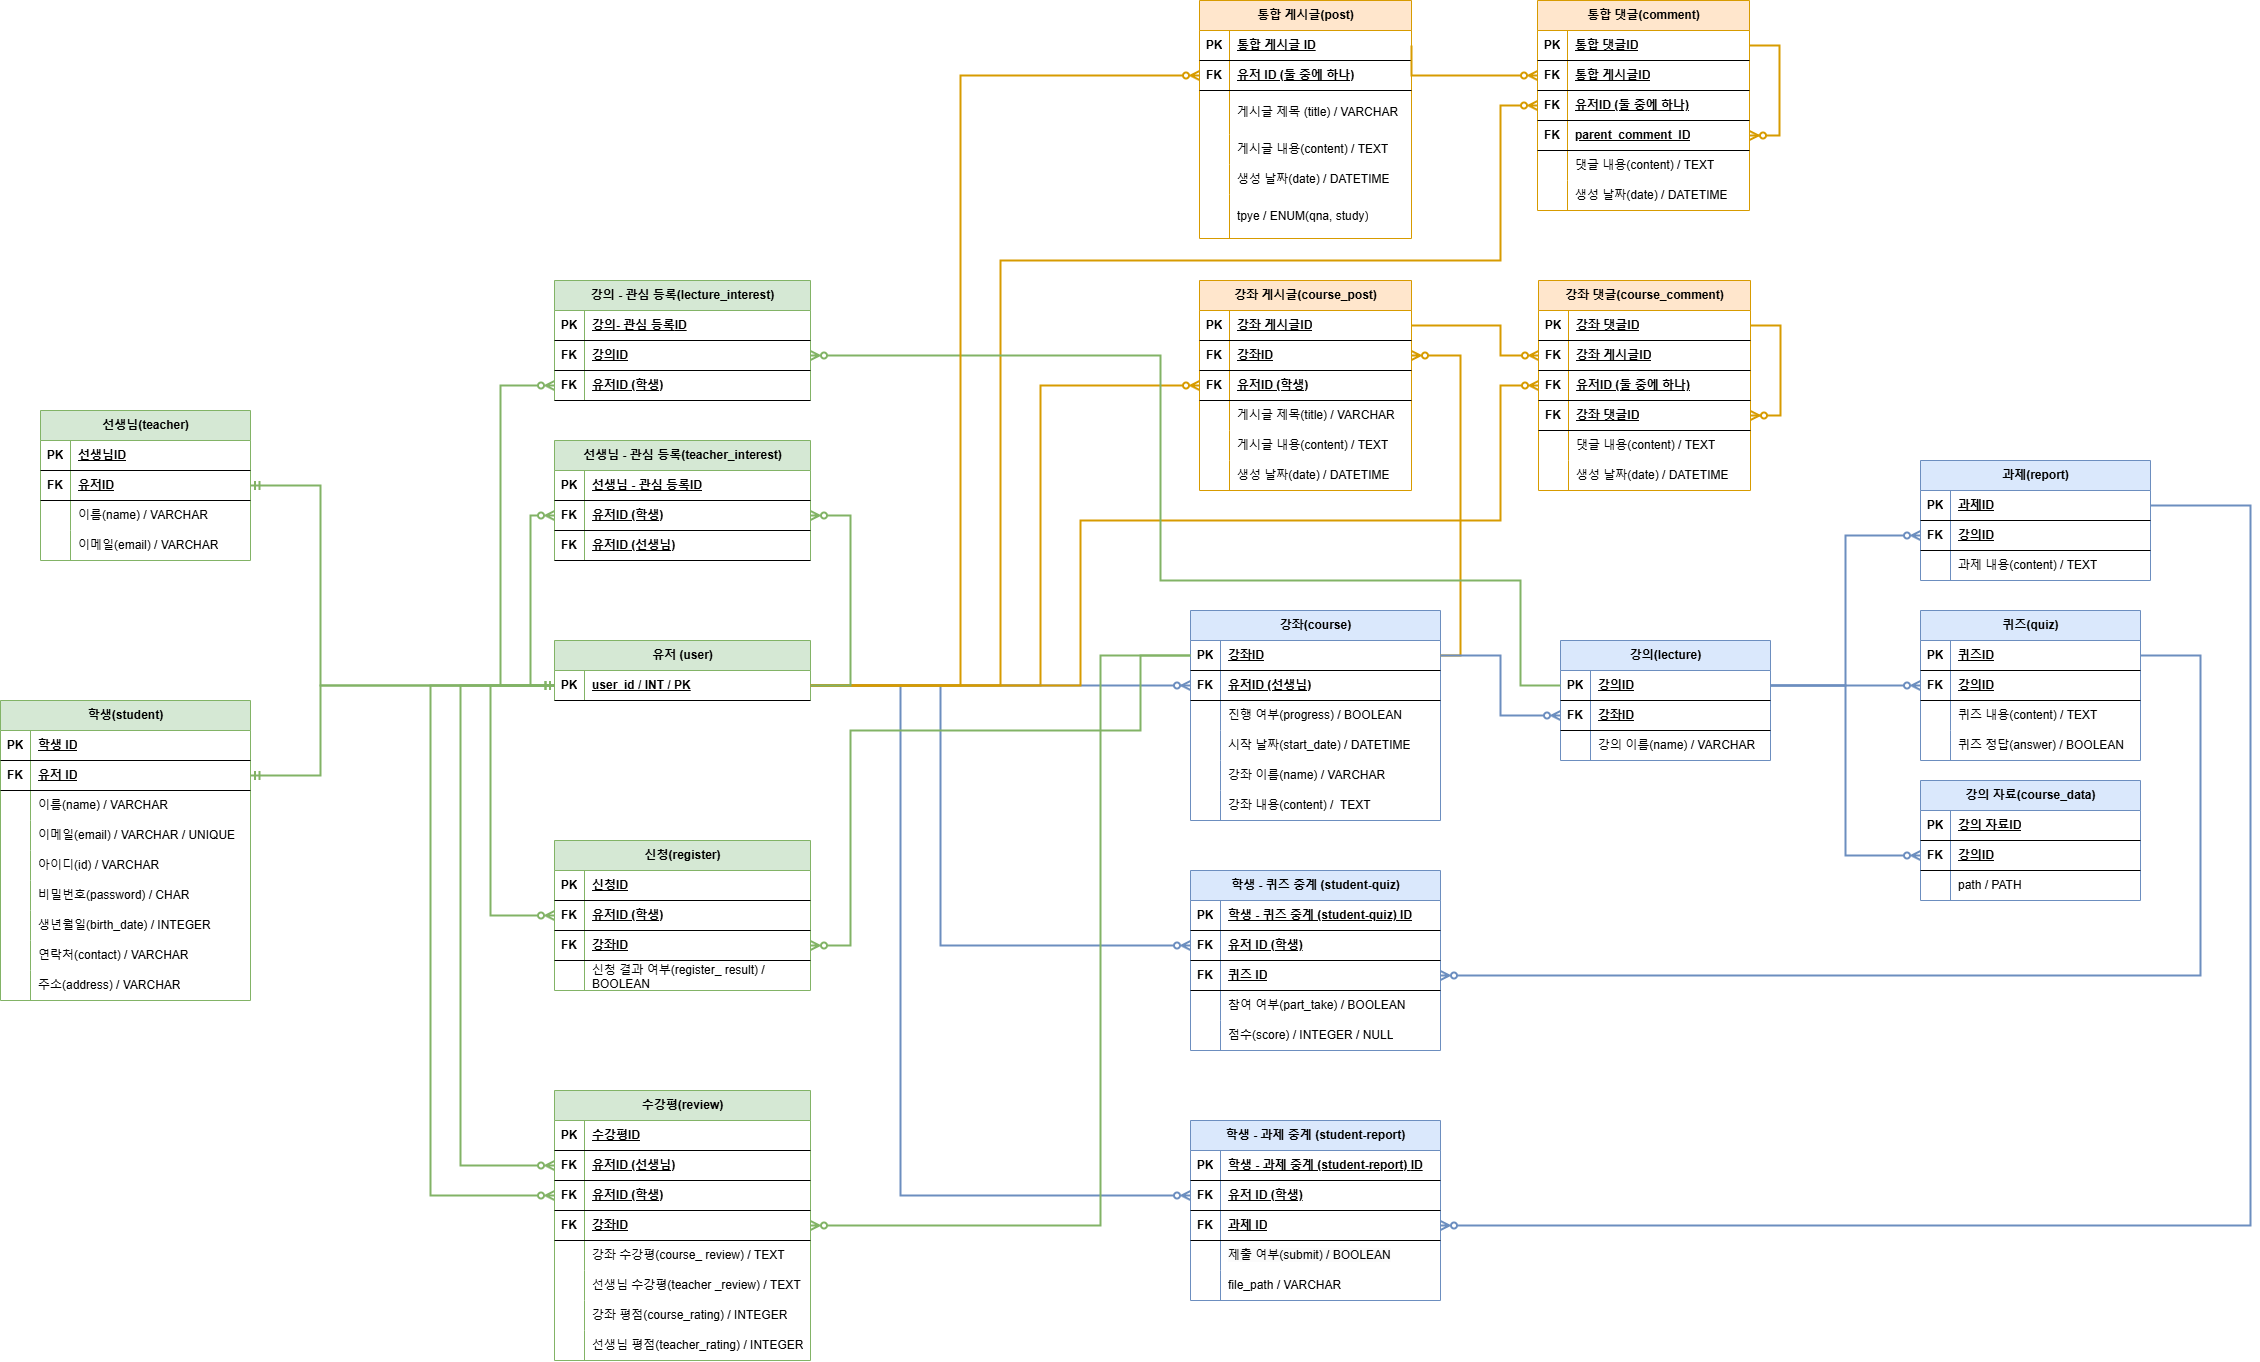 통합 게시글(post)
PK 통합 게시글 ID
FK 유저 ID (둘 중에 하나)
게시글 제목 (title) / VARCHAR
게시글 내용(content) / TEXT
생성 날짜(date) / DATETIME
tpye / ENUM(qna, study)
통합 댓글(comment)
PK 통합 댓글ID
FK 통합 게시글ID
FK 유저ID (둘 중에 하나)
FK parent_comment_ID
댓글 내용(content) / TEXT
생성 날짜(date) / DATETIME
강의 - 관심 등록(lecture_interest)
PK 강의- 관심 등록ID
FK 강의ID
FK 유저ID (학생)
강좌 게시글(course_post)
PK 강좌 게시글ID
FK 강좌ID
FK 유저ID (학생)
게시글 제목(title) / VARCHAR
게시글 내용(content) / TEXT
생성 날짜(date) / DATETIME
강좌 댓글(course_comment)
PK 강좌 댓글ID
FK 강좌 게시글ID
FK 유저ID (둘 중에 하나)
FK 강좌 댓글ID
댓글 내용(content) / TEXT
생성 날짜(date) / DATETIME
선생님(teacher)
PK 선생님ID
FK 유저ID
이름(name) / VARCHAR
이메일(email) / VARCHAR
선생님 - 관심 등록(teacher_interest)
PK 선생님 - 관심 등록ID
FK 유저ID (학생)
FK 유저ID (선생님)
과제(report)
PK 과제ID
FK 강의ID
과제 내용(content) / TEXT
유저 (user)
PK user_id / INT / PK
강좌(course)
PK 강좌ID
FK 유저ID (선생님)
진행 여부(progress) / BOOLEAN
시작 날짜(start_date) / DATETIME
강좌 이름(name) / VARCHAR
강좌 내용(content) /  TEXT
강의(lecture)
PK 강의ID
FK 강좌ID
강의 이름(name) / VARCHAR
퀴즈(quiz)
PK 퀴즈ID
FK 강의ID
퀴즈 내용(content) / TEXT
퀴즈 정답(answer) / BOOLEAN
학생(student)
PK 학생 ID
FK 유저 ID
이름(name) / VARCHAR
이메일(email) / VARCHAR / UNIQUE
아이디(id) / VARCHAR
비밀번호(password) / CHAR
생년월일(birth_date) / INTEGER
연락처(contact) / VARCHAR
주소(address) / VARCHAR
강의 자료(course_data)
PK 강의 자료ID
FK 강의ID
path / PATH
신청(register)
PK 신청ID
FK 유저ID (학생)
FK 강좌ID
신청 결과 여부(register_ result) /
BOOLEAN
학생 - 퀴즈 중계 (student-quiz)
PK 학생 - 퀴즈 중계 (student-quiz) ID
FK 유저 ID (학생)
FK 퀴즈 ID
참여 여부(part_take) / BOOLEAN
점수(score) / INTEGER / NULL
수강평(review)
PK 수강평ID
FK 유저ID (선생님)
FK 유저ID (학생)
FK 강좌ID
강좌 수강평(course_ review) / TEXT
선생님 수강평(teacher _review) / TEXT
강좌 평점(course_rating) / INTEGER
선생님 평점(teacher_rating) / INTEGER
학생 - 과제 중계 (student-report)
PK 학생 - 과제 중계 (student-report) ID
FK 유저 ID (학생)
FK 과제 ID
제출 여부(submit) / BOOLEAN
file_path / VARCHAR